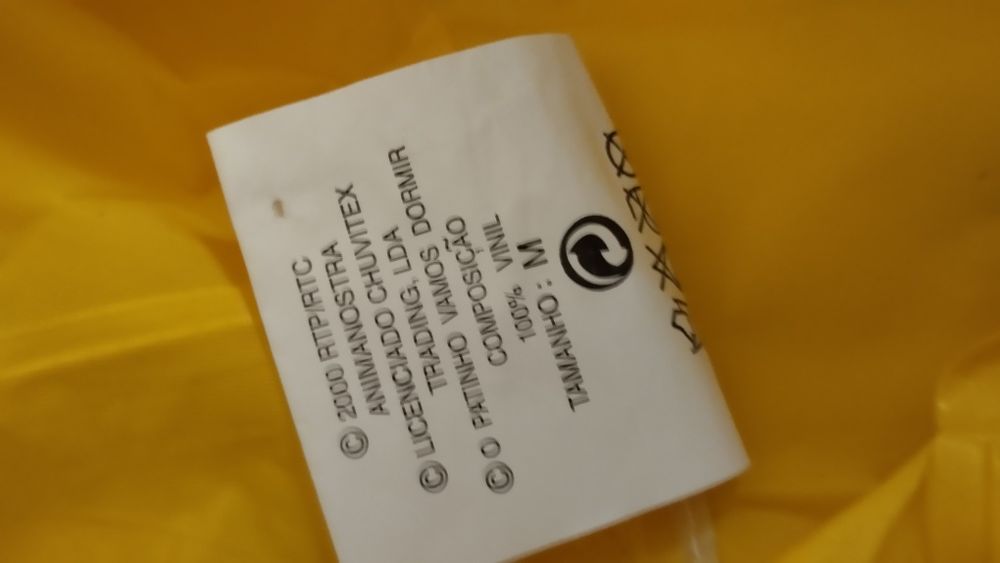 © 2000 RTP/RTC
ANIMANOSTRA
© LICENCIADO CHUVITEX
TRADING, LDA
© O PATINHO VAMOS DORMIR
COMPOSIÇÃO
100% VINIL
TAMANHO: M